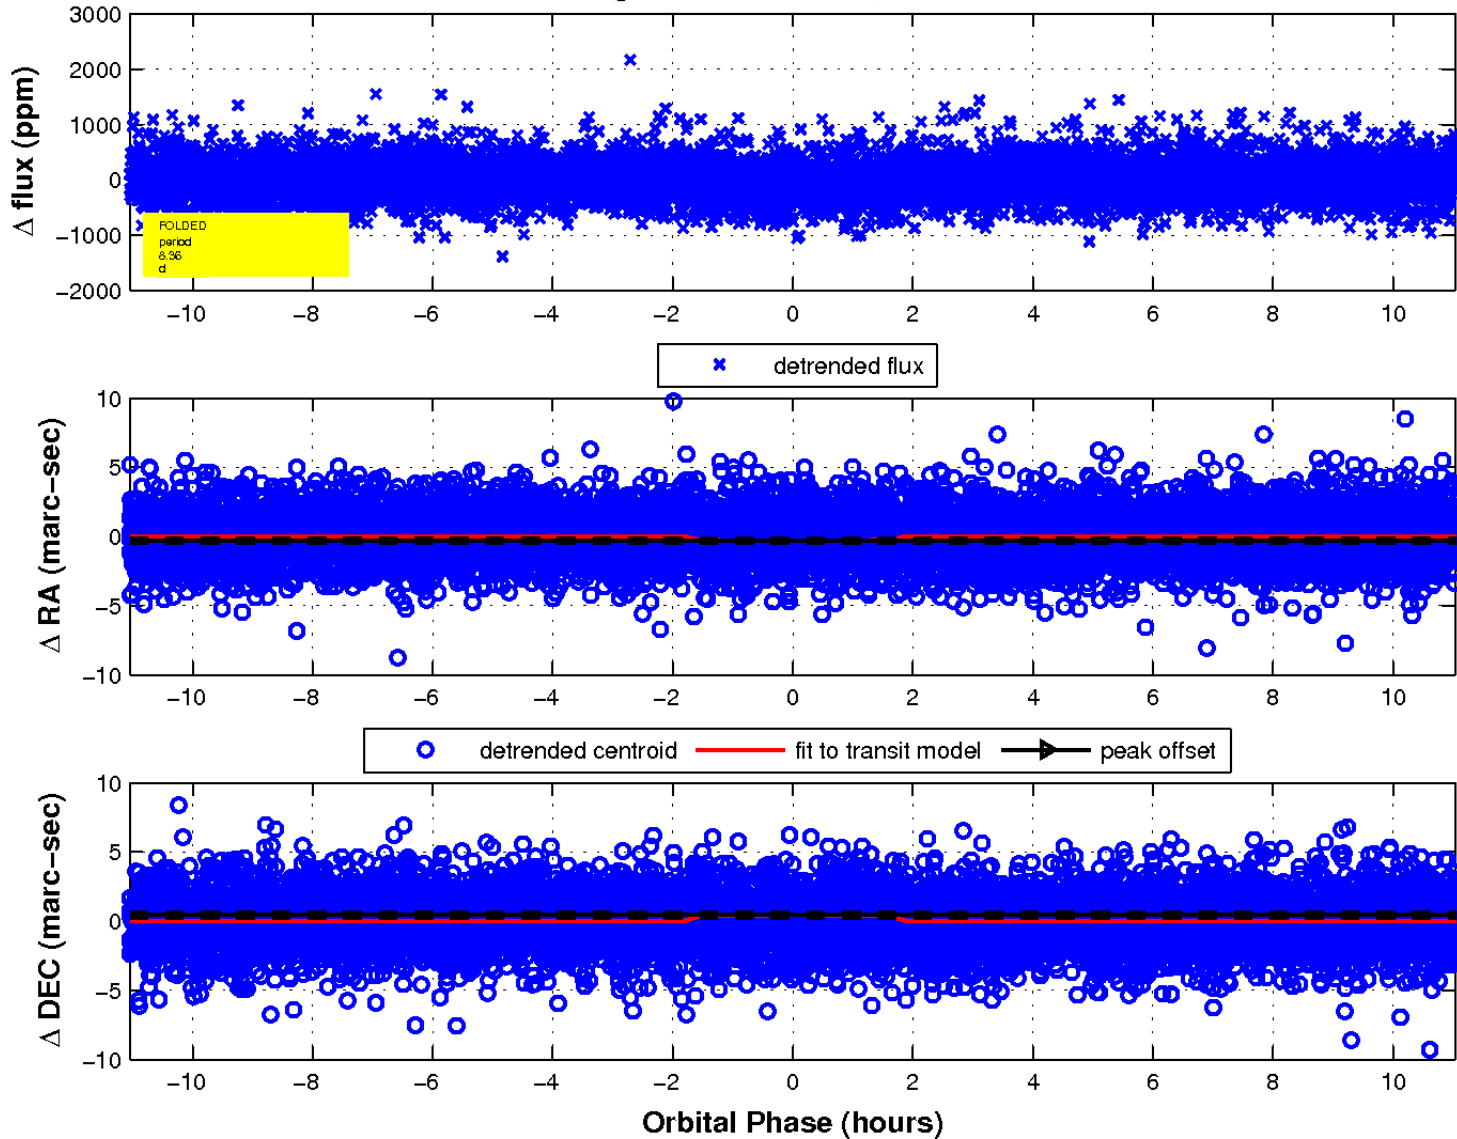 3000
2000
1000
0
−1000
−2000
Δ flux (ppm)
FOLDED
period
8.36
d
−10 −8 −6 −4 −2 0 2 4 6 8 10
detrended flux
10
5
0
−5
−10
Δ RA (marc−sec)
−10 −8 −6 −4 −2 0 2 4 6 8 10
detrended centroid fit to transit model peak offset
10
5
0
−5
−10
Δ DEC (marc−sec)
−10 −8 −6 −4 −2 0 2 4 6 8 10
Orbital Phase (hours)